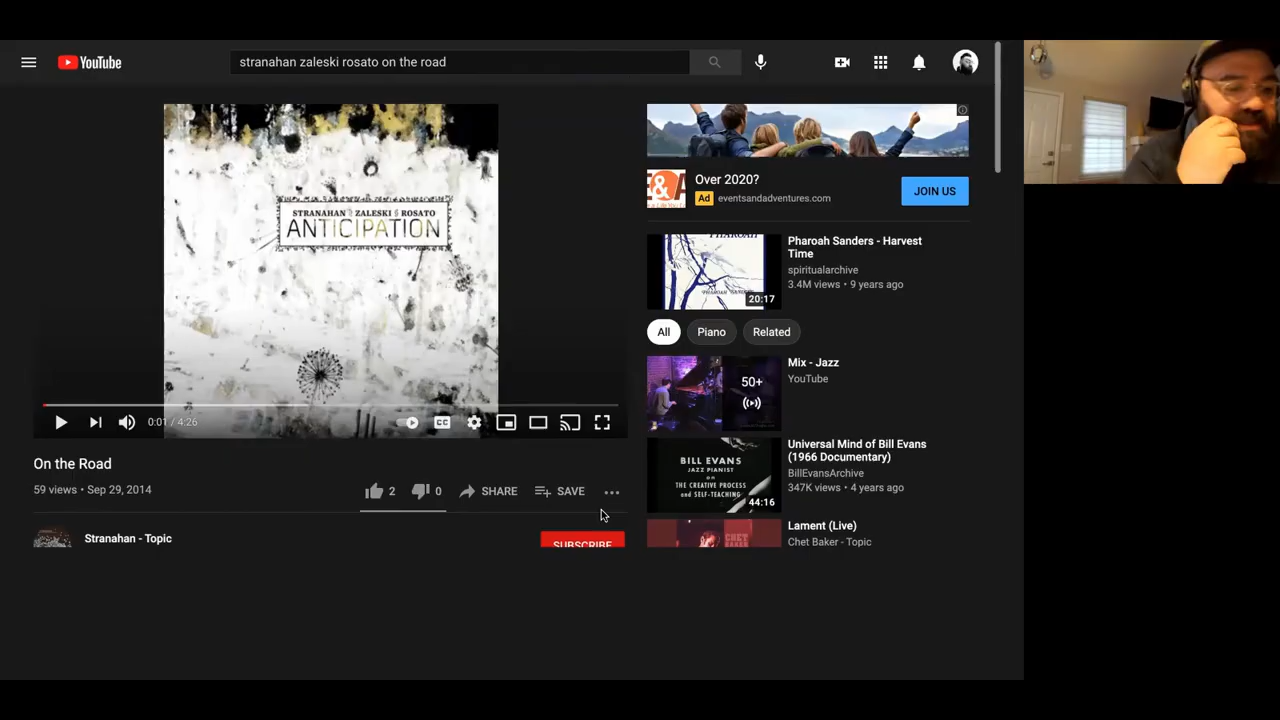 YouTube
stranahan zaleski rosato on the road
STRANAHAN ZALESKI ROSATO
ANTICIPATION
0:01 / 4:26
CC
On the Road
59 views • Sep 29, 2014
2
0
SHARE
SAVE
Stranahan - Topic
SUBSCRIBE
Over 2020?
Ad
eventsandadventures.com
JOIN US
PHAROAH
20:17
Pharoah Sanders - Harvest
Time
spiritualarchive
3.4M views • 9 years ago
All
Piano
Related
50+
Mix - Jazz
YouTube
BILL EVANS
JAZZ PIANIST
on
THE CREATIVE PROCESS
and SELF-TEACHING
44:16
Universal Mind of Bill Evans
(1966 Documentary)
BillEvansArchive
347K views • 4 years ago
Lament (Live)
Chet Baker - Topic